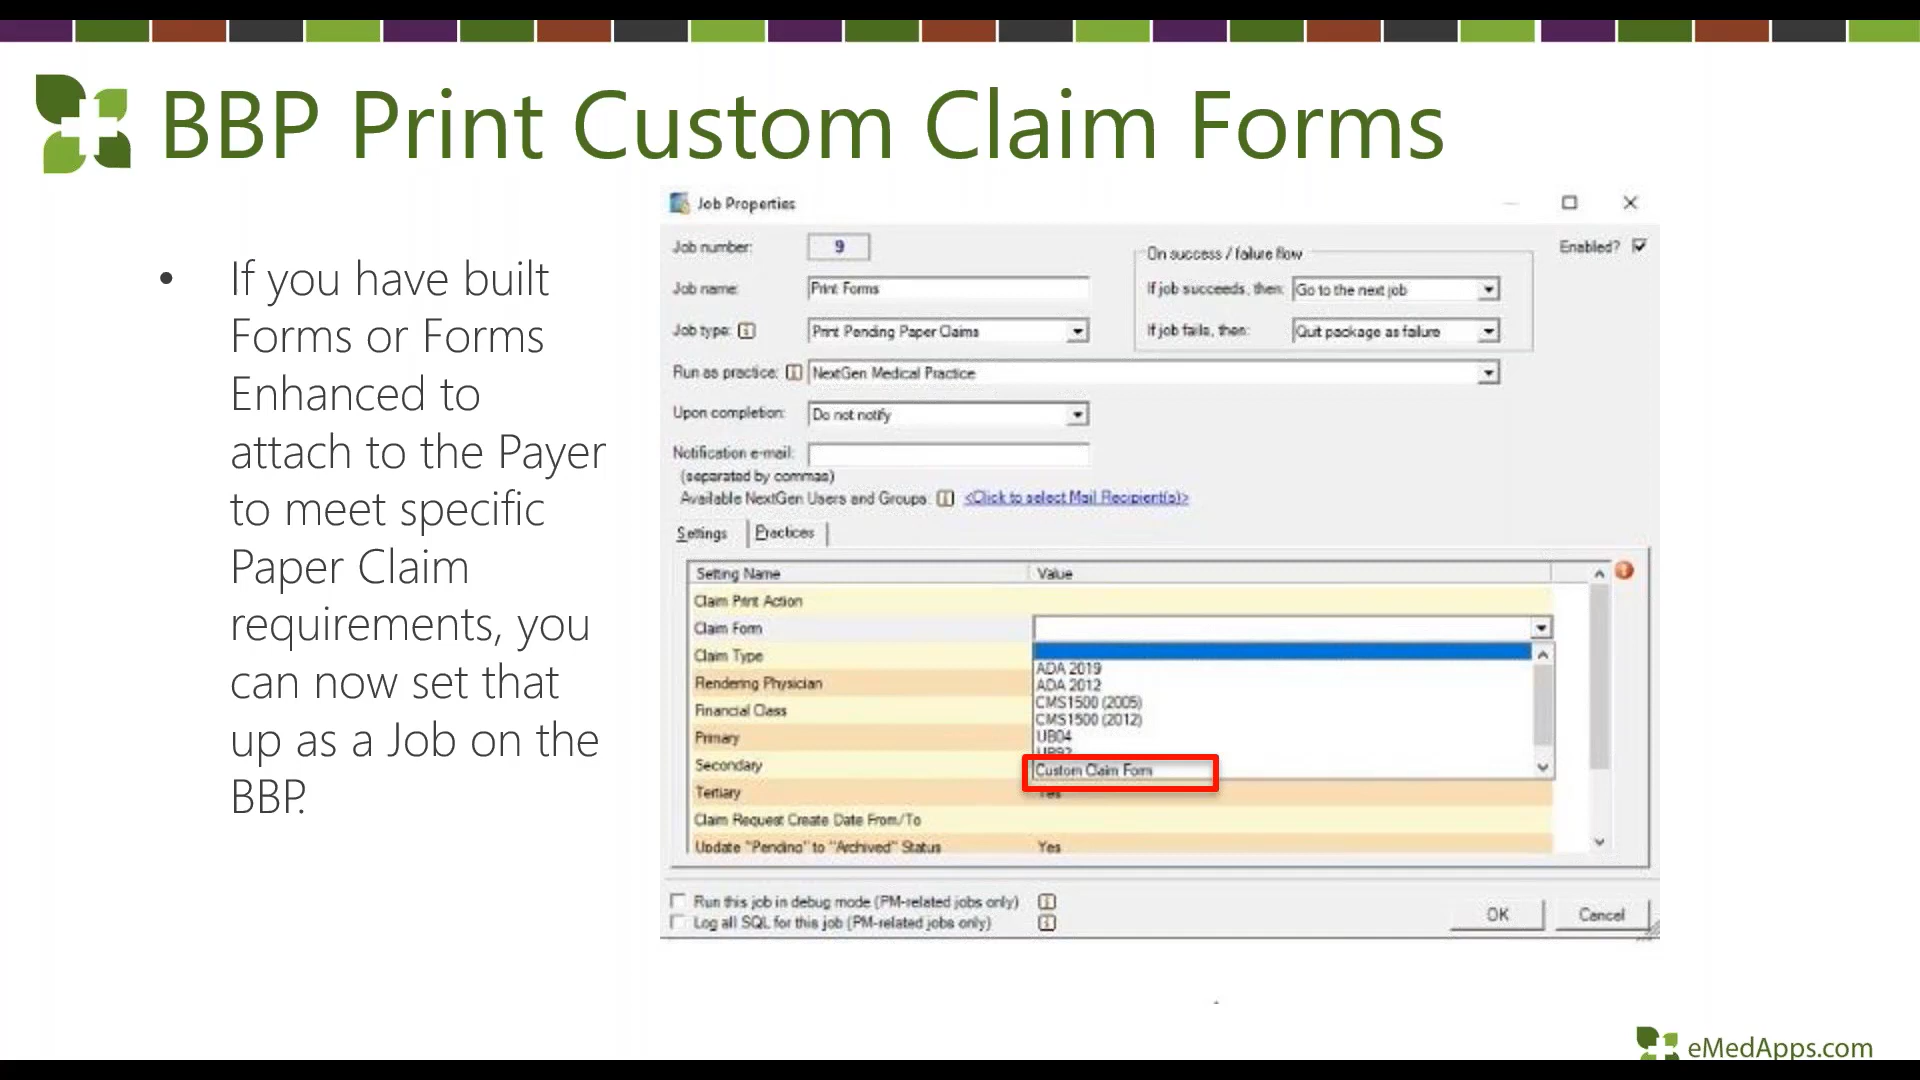 BBP Print Custom Claim Forms
• If you have built
Forms or Forms
Enhanced to
attach to the Payer
to meet specific
Paper Claim
requirements, you
can now set that
up as a Job on the
BBP.
Job Properties
Job number: 9
On success / failure flow
Enabled?
Job name: Print Forms
If job succeeds, then: Go to the next job
Job type: Print Pending Paper Claims
If job fails, then: Quit package as failure
Run as practice: NextGen Medical Practice
Upon completion: Do not notify
Notification e-mail:
(separated by commas)
Available NextGen Users and Groups: <Click to select Mail Recipient(s)>
Settings Practices
Setting Name Value
Claim Print Action
Claim Form
Claim Type
Rendering Physician
Financial Class
Primary
Secondary
Tertiary Yes
Claim Request Create Date From/To
Update "Pending" to "Archived" Status Yes
ADA 2019
ADA 2012
CMS1500 (2005)
CMS1500 (2012)
UB04
UB92
Custom Claim Form
Run this job in debug mode (PM-related jobs only)
Log all SQL for this job (PM-related jobs only)
OK Cancel
eMedApps.com